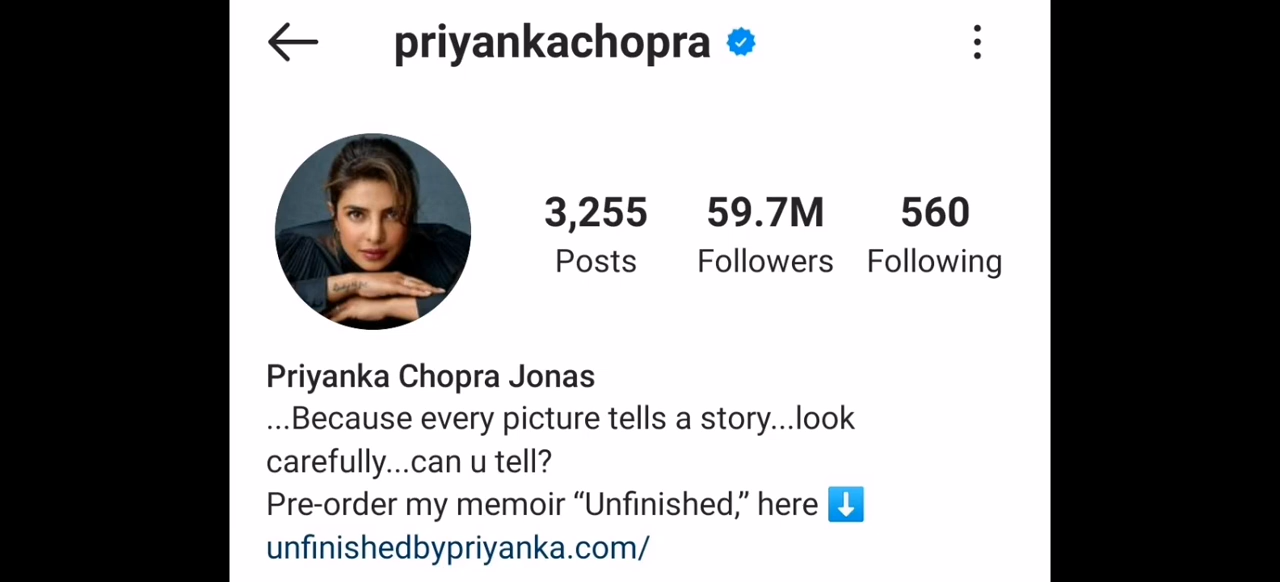 priyankachopra
3,255 59.7M 560
Posts Followers Following
Priyanka Chopra Jonas
...Because every picture tells a story...look
carefully...can u tell?
Pre-order my memoir “Unfinished,” here ⬇️
unfinishedbypriyanka.com/